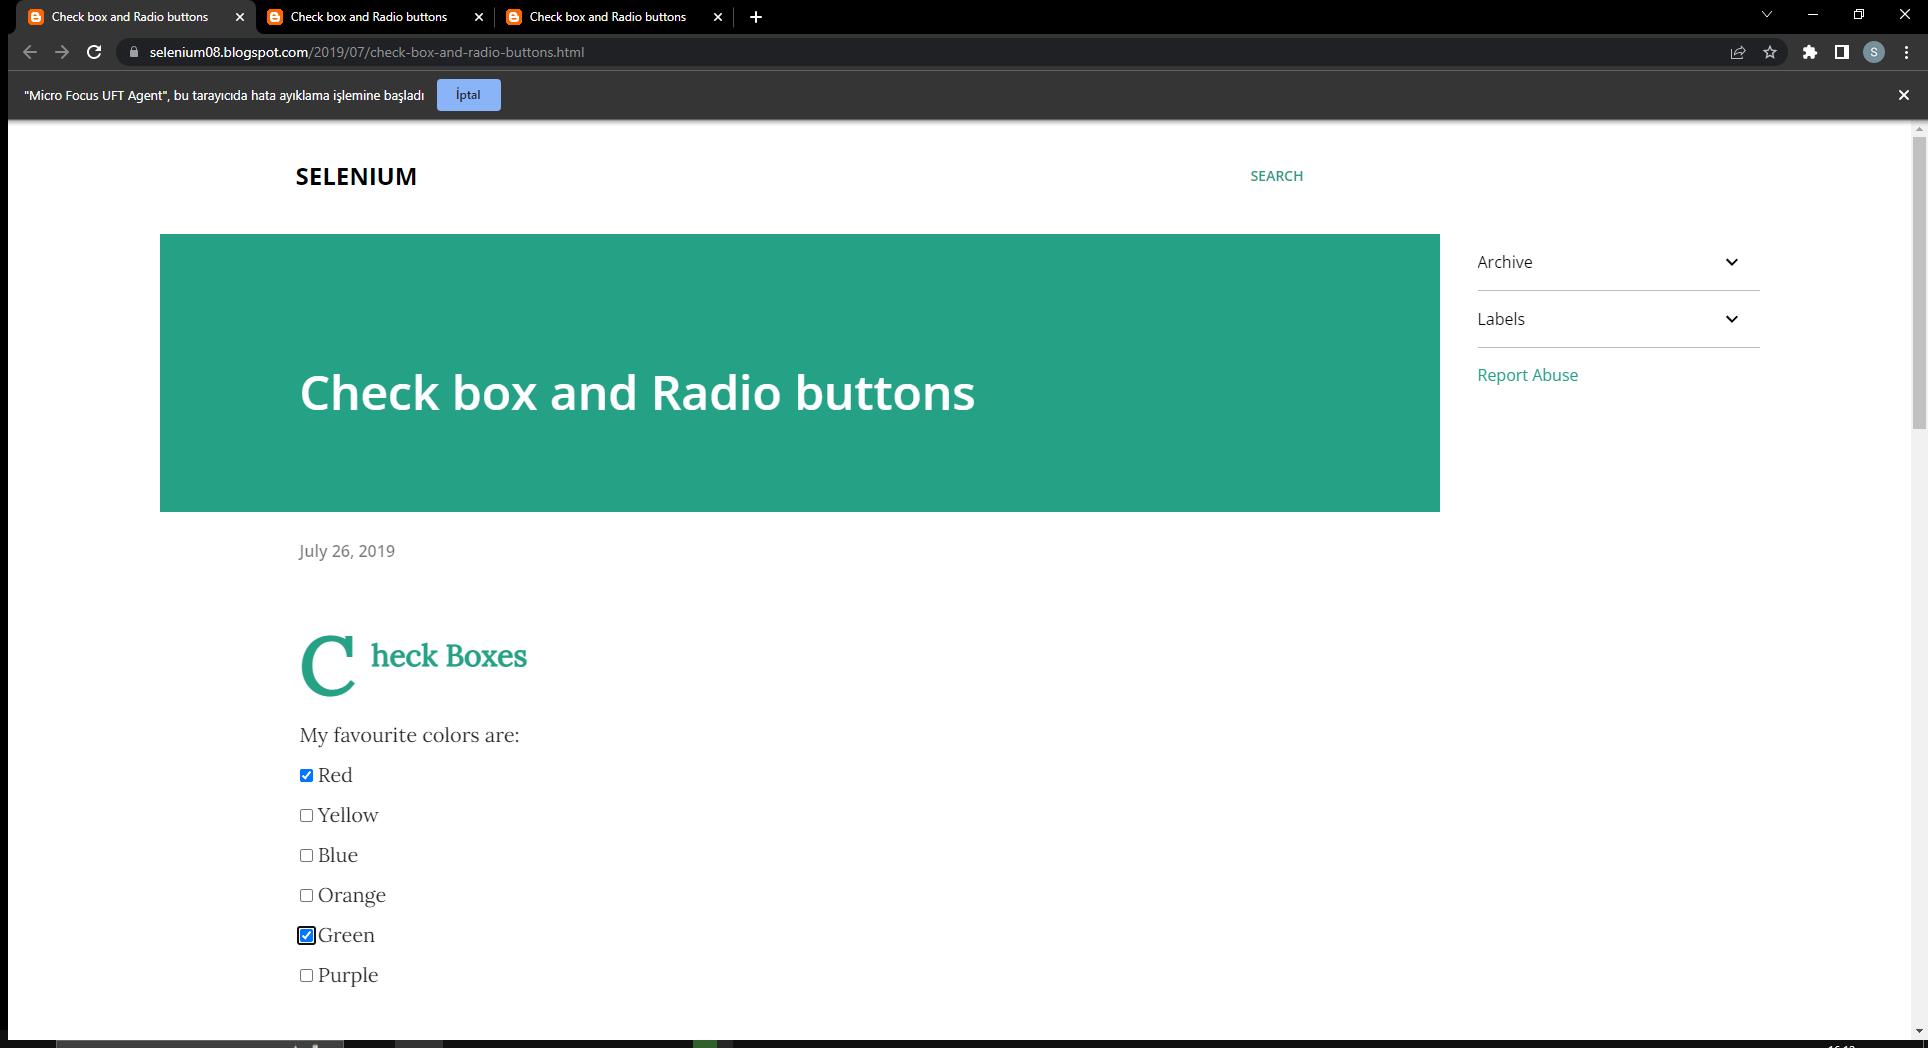 Check box and Radio buttons
Check box and Radio buttons
Check box and Radio buttons
selenium08.blogspot.com/2019/07/check-box-and-radio-buttons.html
S
"Micro Focus UFT Agent", bu tarayıcıda hata ayıklama işlemine başladı
İptal
SELENIUM
SEARCH
Check box and Radio buttons
Archive
Labels
Report Abuse
July 26, 2019
Check Boxes
My favourite colors are:
Red
Yellow
Blue
Orange
Green
Purple